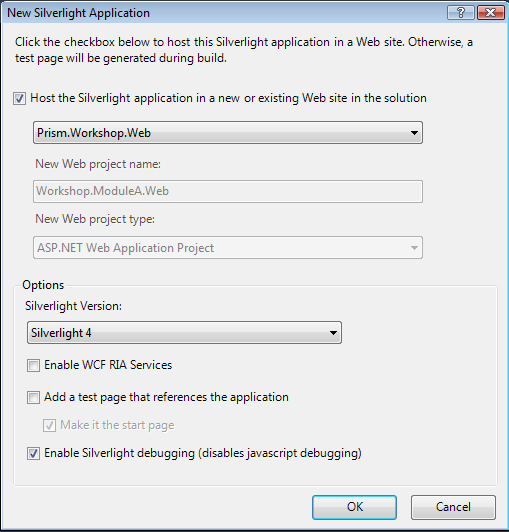 New Silverlight Application
?
Click the checkbox below to host this Silverlight application in a Web site. Otherwise, a
test page will be generated during build.
Host the Silverlight application in a new or existing Web site in the solution
Prism.Workshop.Web
New Web project name:
Workshop.ModuleA.Web
New Web project type:
ASP.NET Web Application Project
Options
Silverlight Version:
Silverlight 4
Enable WCF RIA Services
Add a test page that references the application
Make it the start page
Enable Silverlight debugging (disables javascript debugging)
OK Cancel